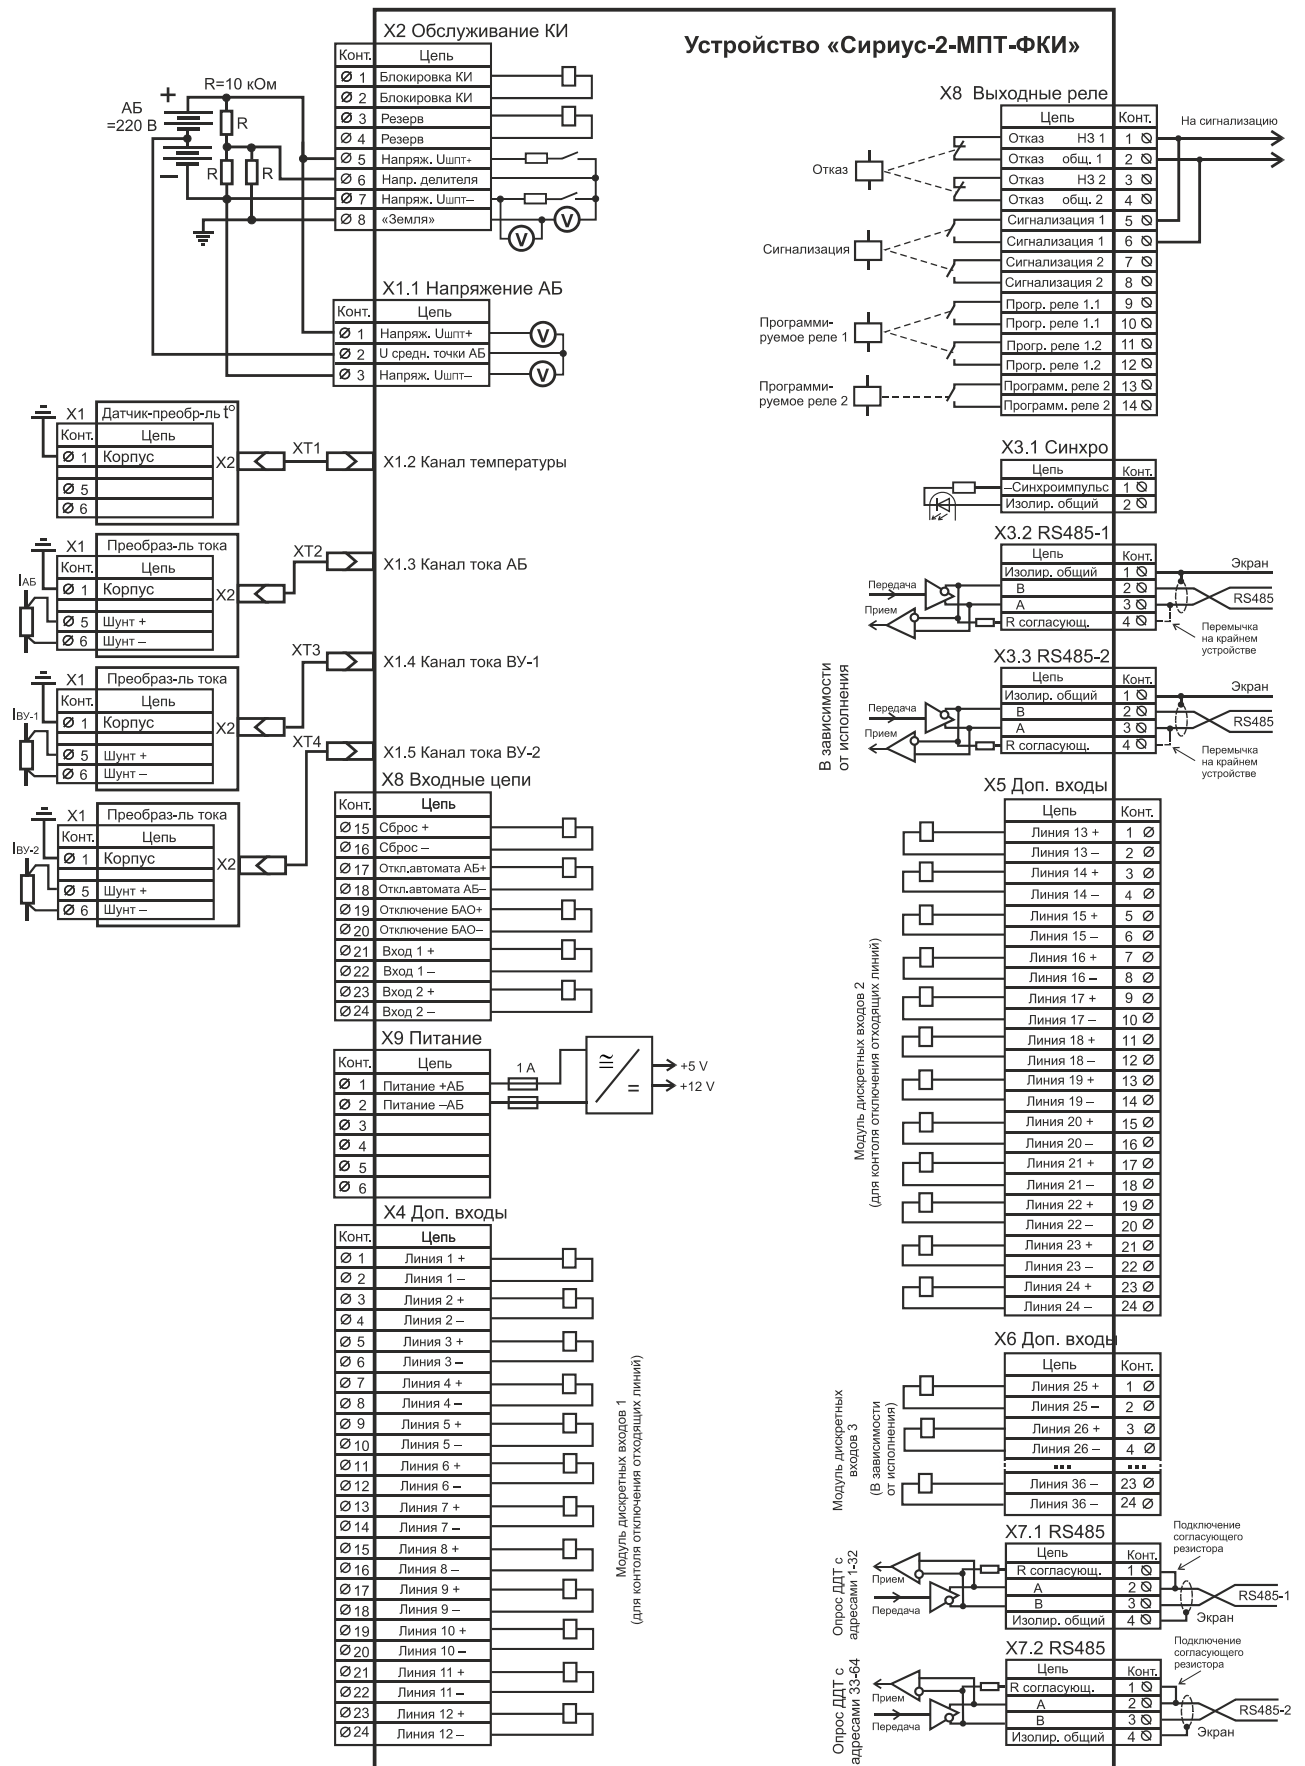 Устройство «Сириус-2-МПТ-ФКИ»
X2 Обслуживание КИ
Конт. Цепь
1 Блокировка КИ
2 Блокировка КИ
3 Резерв
4 Резерв
5 Напряж. Uшпт+
6 Напр. делителя
7 Напряж. Uшпт–
8 «Земля»
R=10 кОм
+
АБ
=220 В
–
R
R
R
V
V
X1.1 Напряжение АБ
Конт. Цепь
1 Напряж. Uшпт+
2 U средн. точки АБ
3 Напряж. Uшпт–
V
V
X1 Датчик-преобр-ль t°
Конт. Цепь
1 Корпус
5
6
X2
XT1
X1.2 Канал температуры
X1 Преобраз-ль тока
Конт. Цепь
1 Корпус
5 Шунт +
6 Шунт –
IАБ
X2
XT2
X1.3 Канал тока АБ
X1 Преобраз-ль тока
Конт. Цепь
1 Корпус
5 Шунт +
6 Шунт –
IВУ-1
X2
XT3
X1.4 Канал тока ВУ-1
X1 Преобраз-ль тока
Конт. Цепь
1 Корпус
5 Шунт +
6 Шунт –
IВУ-2
X2
XT4
X1.5 Канал тока ВУ-2
X8 Входные цепи
Конт. Цепь
15 Сброс +
16 Сброс –
17 Откл.автомата АБ+
18 Откл.автомата АБ–
19 Отключение БАО+
20 Отключение БАО–
21 Вход 1 +
22 Вход 1 –
23 Вход 2 +
24 Вход 2 –
X9 Питание
Конт. Цепь
1 Питание +АБ
2 Питание –АБ
3
4
5
6
1 А
≅
=
+5 V
+12 V
X4 Доп. входы
Конт. Цепь
1 Линия 1 +
2 Линия 1 –
3 Линия 2 +
4 Линия 2 –
5 Линия 3 +
6 Линия 3 –
7 Линия 4 +
8 Линия 4 –
9 Линия 5 +
10 Линия 5 –
11 Линия 6 +
12 Линия 6 –
13 Линия 7 +
14 Линия 7 –
15 Линия 8 +
16 Линия 8 –
17 Линия 9 +
18 Линия 9 –
19 Линия 10 +
20 Линия 10 –
21 Линия 11 +
22 Линия 11 –
23 Линия 12 +
24 Линия 12 –
Модуль дискретных входов 1
(для контоля отключения отходящих линий)
X8 Выходные реле
Цепь Конт.
Отказ НЗ 1 1
Отказ общ. 1 2
Отказ НЗ 2 3
Отказ общ. 2 4
Сигнализация 1 5
Сигнализация 1 6
Сигнализация 2 7
Сигнализация 2 8
Прогр. реле 1.1 9
Прогр. реле 1.1 10
Прогр. реле 1.2 11
Прогр. реле 1.2 12
Программ. реле 2 13
Программ. реле 2 14
На сигнализацию
Отказ
Сигнализация
Программи-
руемое реле 1
Программи-
руемое реле 2
X3.1 Синхро
Цепь Конт.
–Синхроимпульс 1
Изолир. общий 2
X3.2 RS485-1
Цепь Конт.
Изолир. общий 1
B 2
A 3
R согласующ. 4
Передача
Прием
Экран
RS485
Перемычка
на крайнем
устройстве
X3.3 RS485-2
Цепь Конт.
Изолир. общий 1
B 2
A 3
R согласующ. 4
Передача
Прием
Экран
RS485
Перемычка
на крайнем
устройстве
В зависимости
от исполнения
X5 Доп. входы
Цепь Конт.
Линия 13 + 1
Линия 13 – 2
Линия 14 + 3
Линия 14 – 4
Линия 15 + 5
Линия 15 – 6
Линия 16 + 7
Линия 16 – 8
Линия 17 + 9
Линия 17 – 10
Линия 18 + 11
Линия 18 – 12
Линия 19 + 13
Линия 19 – 14
Линия 20 + 15
Линия 20 – 16
Линия 21 + 17
Линия 21 – 18
Линия 22 + 19
Линия 22 – 20
Линия 23 + 21
Линия 23 – 22
Линия 24 + 23
Линия 24 – 24
Модуль дискретных входов 2
(для контоля отключения отходящих линий)
X6 Доп. входы
Цепь Конт.
Линия 25 + 1
Линия 25 – 2
Линия 26 + 3
Линия 26 – 4
... ...
Линия 36 – 23
Линия 36 – 24
Модуль дискретных
входов 3
(В зависимости
от исполнения)
X7.1 RS485
Цепь Конт.
R согласующ. 1
A 2
B 3
Изолир. общий 4
Прием
Передача
Опрос ДДТ с
адресами 1-32
Подключение
согласующего
резистора
RS485-1
Экран
X7.2 RS485
Цепь Конт.
R согласующ. 1
A 2
B 3
Изолир. общий 4
Прием
Передача
Опрос ДДТ с
адресами 33-64
Подключение
согласующего
резистора
RS485-2
Экран